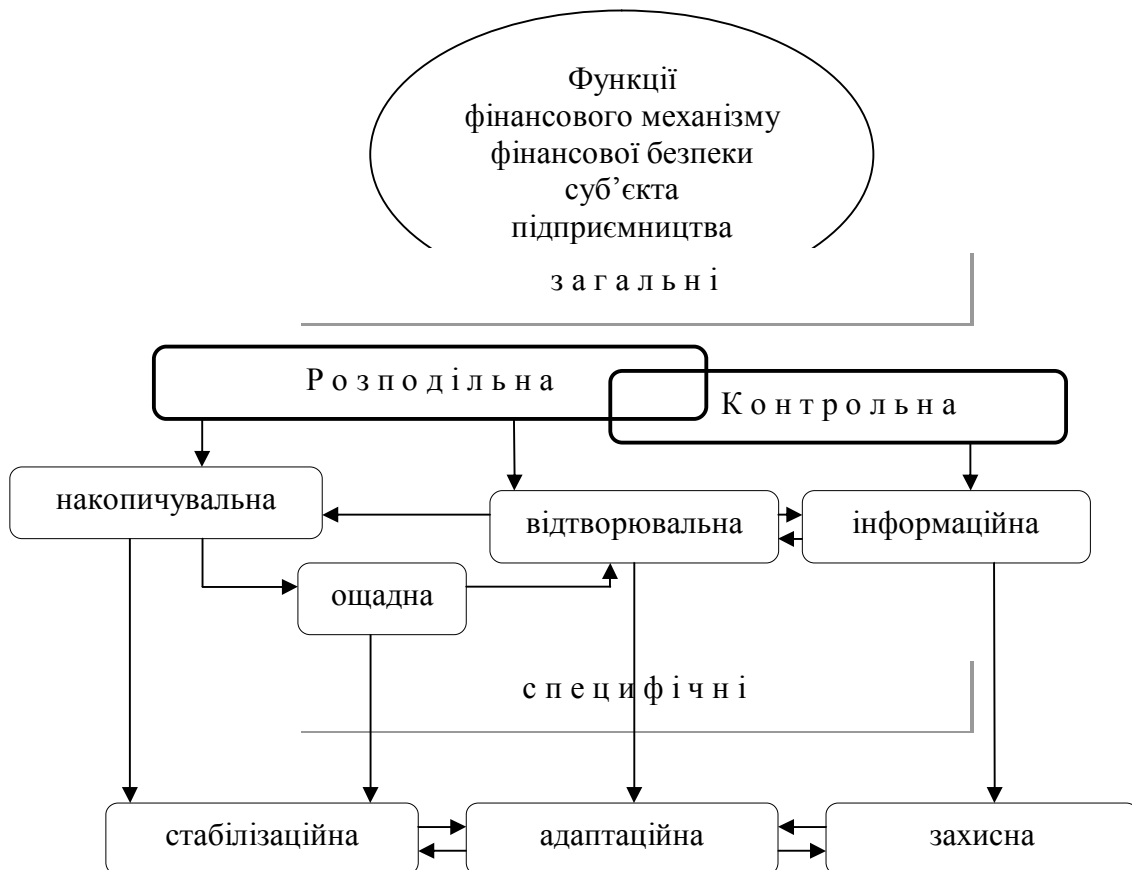 Функції
фінансового механізму
фінансової безпеки
суб’єкта
підприємництва
з а г а л ь н і
Р о з п о д і л ь н а
К о н т р о л ь н а
накопичувальна
відтворювальна
інформаційна
ощадна
с п е ц и ф і ч н і
стабілізаційна
адаптаційна
захисна